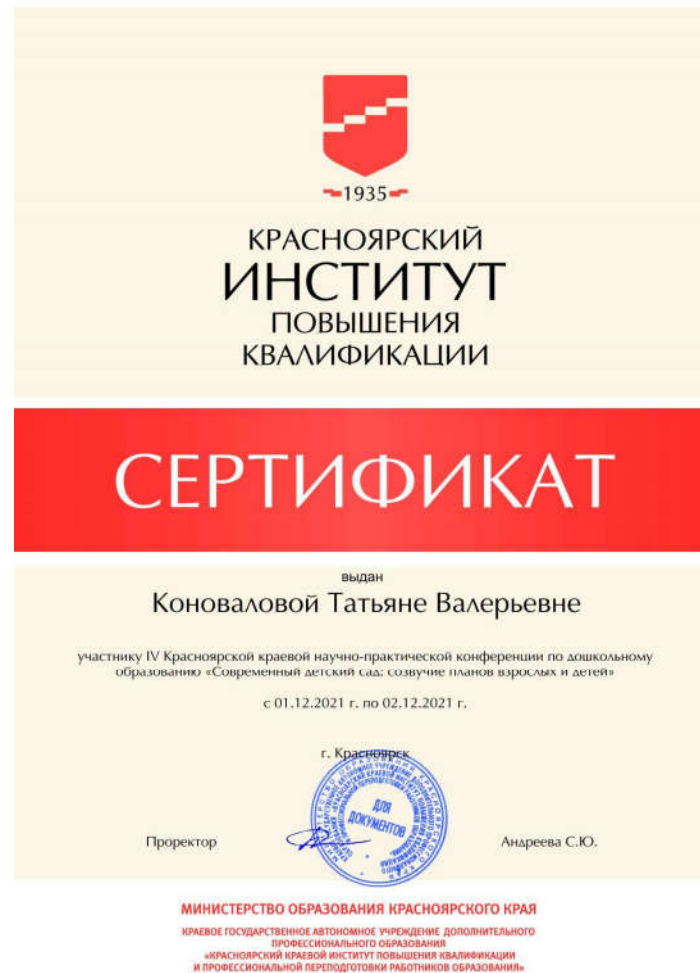 1935
КРАСНОЯРСКИЙ
ИНСТИТУТ
ПОВЫШЕНИЯ
КВАЛИФИКАЦИИ
СЕРТИФИКАТ
выдан
Коноваловой Татьяне Валерьевне
участнику IV Красноярской краевой научно-практической конференции по дошкольному
образованию «Современный детский сад: созвучие планов взрослых и детей»
с 01.12.2021 г. по 02.12.2021 г.
г. Красноярск
ДЛЯ
ДОКУМЕНТОВ
Проректор
Андреева С.Ю.
МИНИСТЕРСТВО ОБРАЗОВАНИЯ КРАСНОЯРСКОГО КРАЯ
КРАЕВОЕ ГОСУДАРСТВЕННОЕ АВТОНОМНОЕ УЧРЕЖДЕНИЕ ДОПОЛНИТЕЛЬНОГО
ПРОФЕССИОНАЛЬНОГО ОБРАЗОВАНИЯ
«КРАСНОЯРСКИЙ КРАЕВОЙ ИНСТИТУТ ПОВЫШЕНИЯ КВАЛИФИКАЦИИ
И ПРОФЕССИОНАЛЬНОЙ ПЕРЕПОДГОТОВКИ РАБОТНИКОВ ОБРАЗОВАНИЯ»